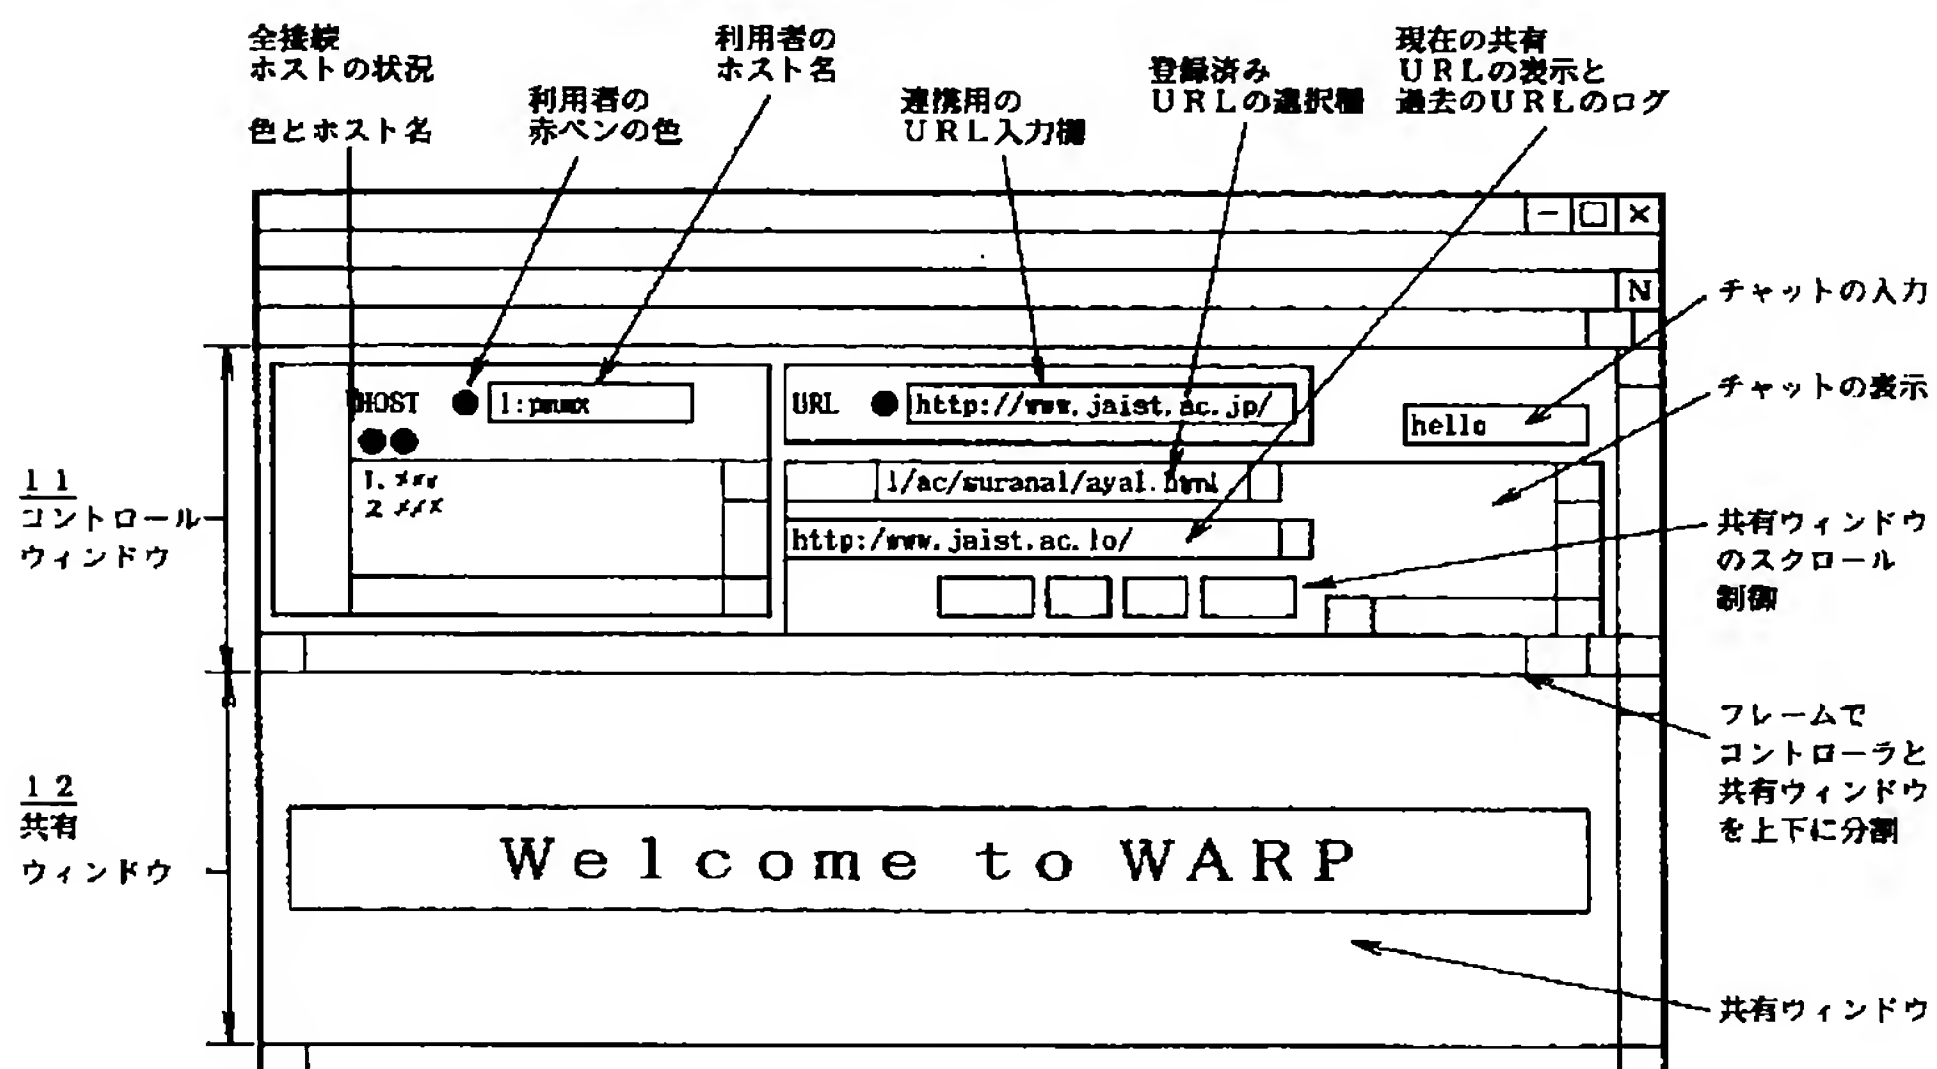 全接続
ホストの状況
色とホスト名
利用者の
赤ペンの色
利用者の
ホスト名
連携用の
URL入力欄
登録済み
URLの選択欄
現在の共有
URLの表示と
過去のURLのログ
チャットの入力
チャットの表示
共有ウィンドウ
のスクロール
制御
フレームで
コントローラと
共有ウィンドウ
を上下に分割
共有ウィンドウ
11
コントロール
ウィンドウ
12
共有
ウィンドウ
N
HOST
URL
http://www.jaist.ac.jp/
hello
1.
2
http:/www.jaist.ac.lo/
Welcome to WARP